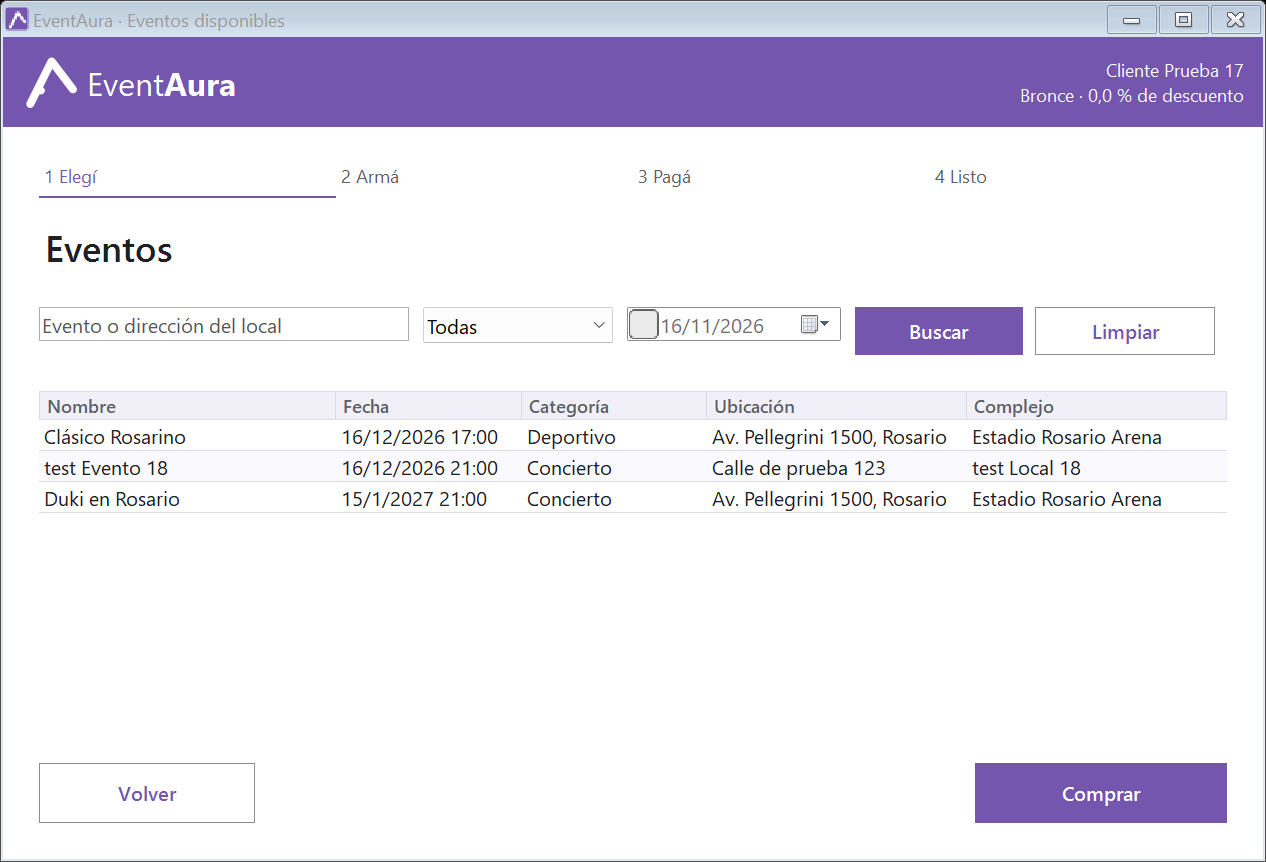 EventAura · Eventos disponibles
EventAura
Cliente Prueba 17
Bronce · 0,0 % de descuento
1 Elegí 2 Armá 3 Pagá 4 Listo
Eventos
Evento o dirección del local Todas 16/11/2026 Buscar Limpiar
Nombre Fecha Categoría Ubicación Complejo
Clásico Rosarino 16/12/2026 17:00 Deportivo Av. Pellegrini 1500, Rosario Estadio Rosario Arena
test Evento 18 16/12/2026 21:00 Concierto Calle de prueba 123 test Local 18
Duki en Rosario 15/1/2027 21:00 Concierto Av. Pellegrini 1500, Rosario Estadio Rosario Arena
Volver Comprar